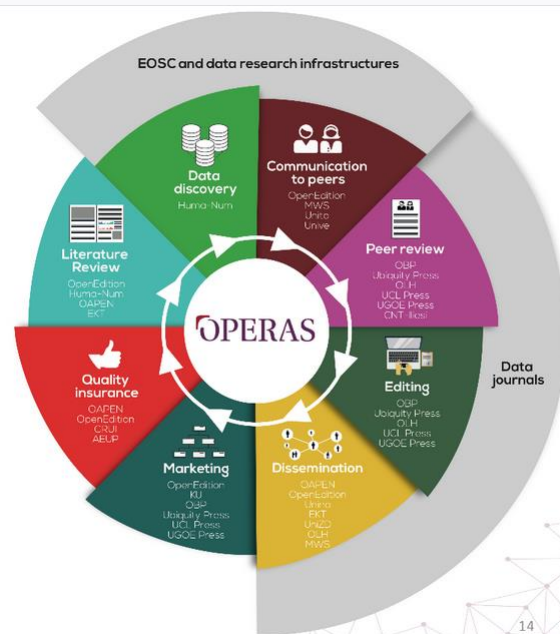 EOSC and data research infrastructures
Data
discovery
Huma-Num
Communication
to peers
OpenEdition
MWS
Unito
Unive
Peer review
OBP
Ubiquity Press
OLH
UCL Press
UGOE Press
CNT-Iliesi
Editing
OBP
Ubiquity Press
OLH
UCL Press
UGOE Press
Data
journals
Dissemination
OAPEN
OpenEdition
EKT
UniZD
OLH
MWS
Marketing
OpenEdition
KU
OBP
Ubiquity Press
UCL Press
UGOE Press
Quality
insurance
OAPEN
OpenEdition
CRUI
AEUP
Literature
Review
OpenEdition
Huma-Num
OAPEN
EKT
OPERAS
14